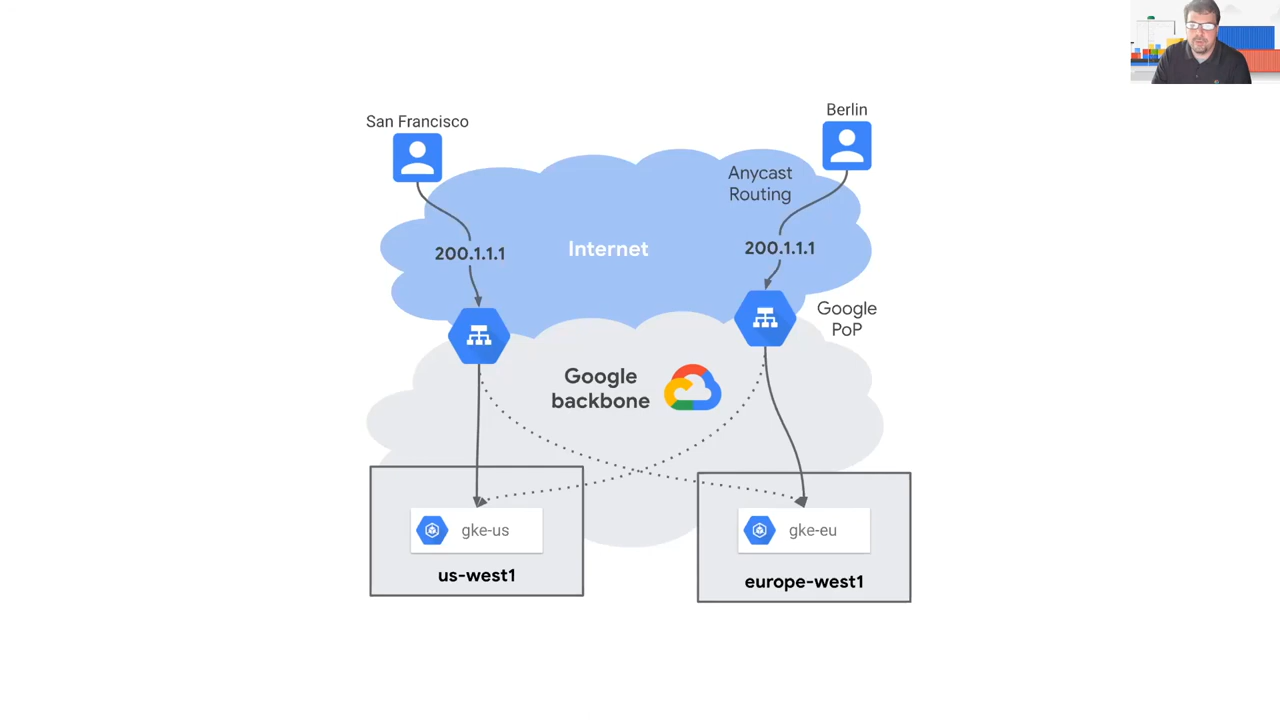 San Francisco
Berlin
Anycast
Routing
200.1.1.1
Internet
200.1.1.1
Google
PoP
Google
backbone
gke-us
us-west1
gke-eu
europe-west1